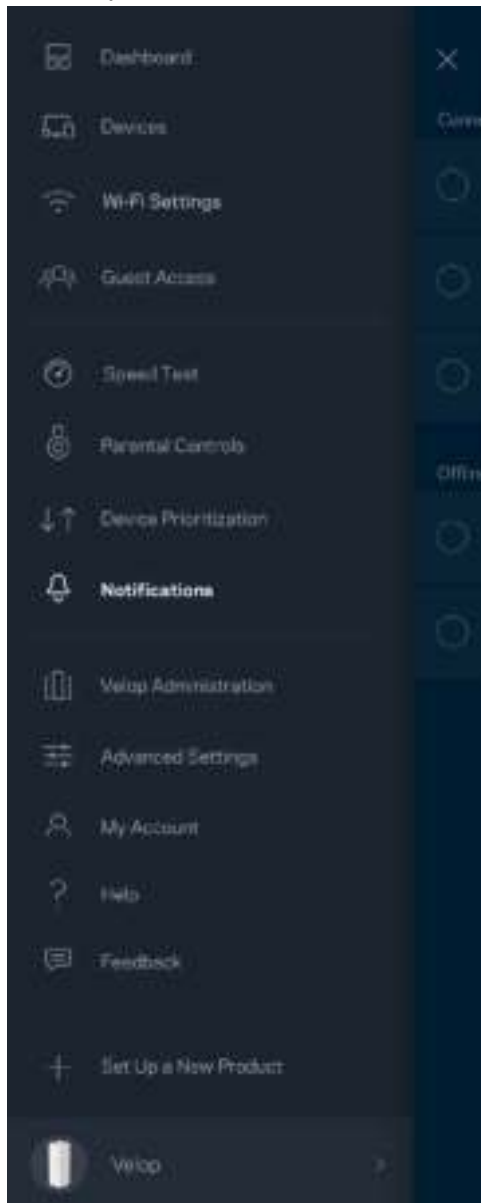 Dashboard
Devices
Wi-Fi Settings
Guest Access
Speed Test
Parental Controls
Device Prioritization
Notifications
Velop Administration
Advanced Settings
My Account
Help
Feedback
Set Up a New Product
Velop